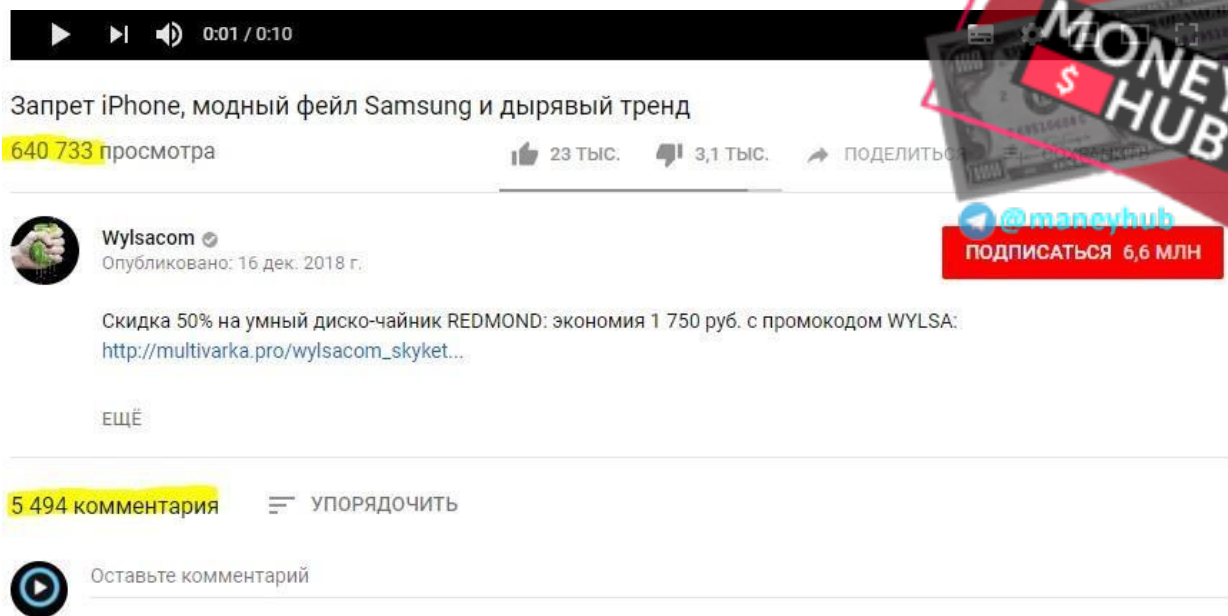 0:01 / 0:10
MONEY
$ HUB
Запрет iPhone, модный фейл Samsung и дырявый тренд
640 733 просмотра
23 ТЫС. 3,1 ТЫС. ПОДЕЛИТЬСЯ
@maneyhub
Wylsacom
Опубликовано: 16 дек. 2018 г.
ПОДПИСАТЬСЯ 6,6 МЛН
Скидка 50% на умный диско-чайник REDMOND: экономия 1 750 руб. с промокодом WYLSA:
http://multivarka.pro/wylsacom_skyket...
ЕЩЁ
5 494 комментария УПОРЯДОЧИТЬ
Оставьте комментарий